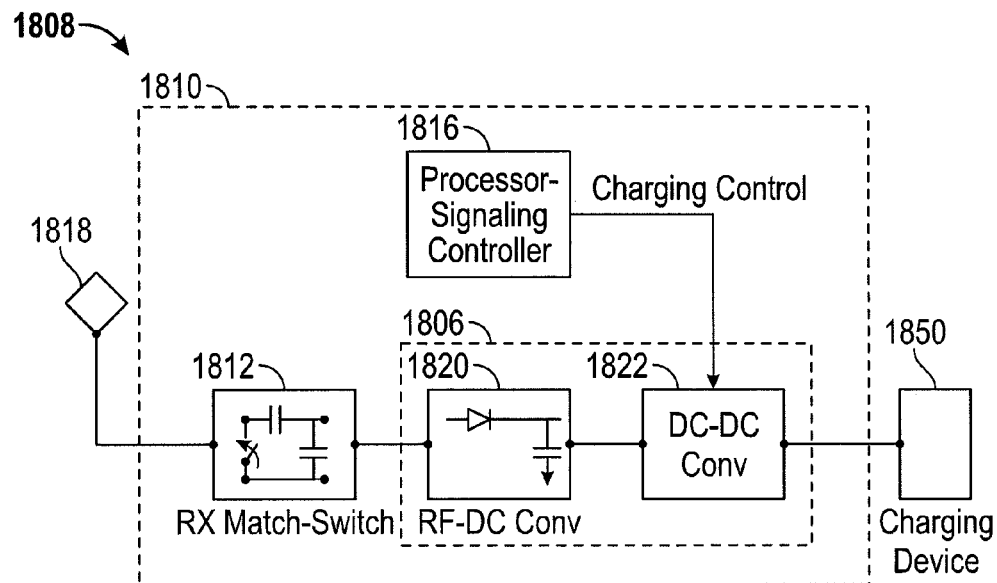 1808
1810
1816
Processor-
Signaling
Controller
Charging Control
1818
1806
1812
1820
1822
1850
DC-DC
Conv
RX Match-Switch
RF-DC Conv
Charging
Device